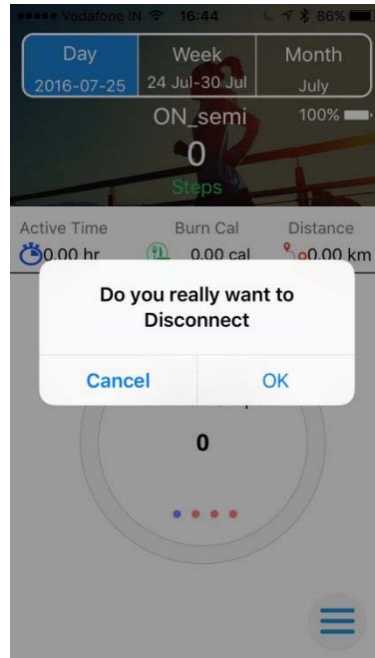 vodafone IN 16:44 86%
Day Week Month
2016-07-25 24 Jul-30 Jul July
ON_semi 100%
0
Steps
Active Time Burn Cal Distance
0.00 hr 0.00 cal 0.00 km
Do you really want to
Disconnect
Cancel OK
0